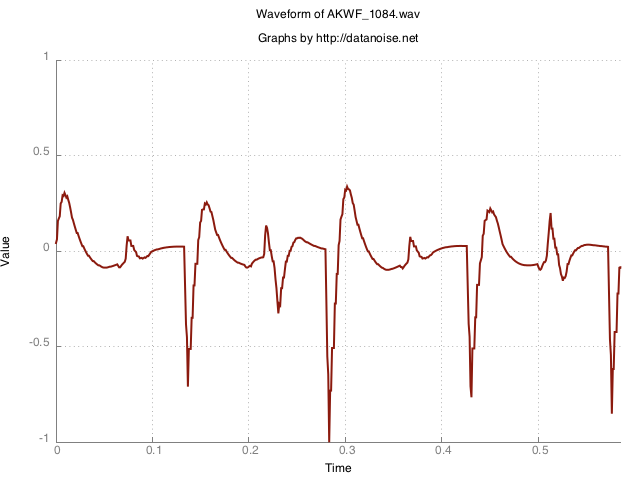 Waveform of AKWF_1084.wav
Graphs by http://datanoise.net
1
0.5
0
-0.5
-1
Value
0 0.1 0.2 0.3 0.4 0.5
Time